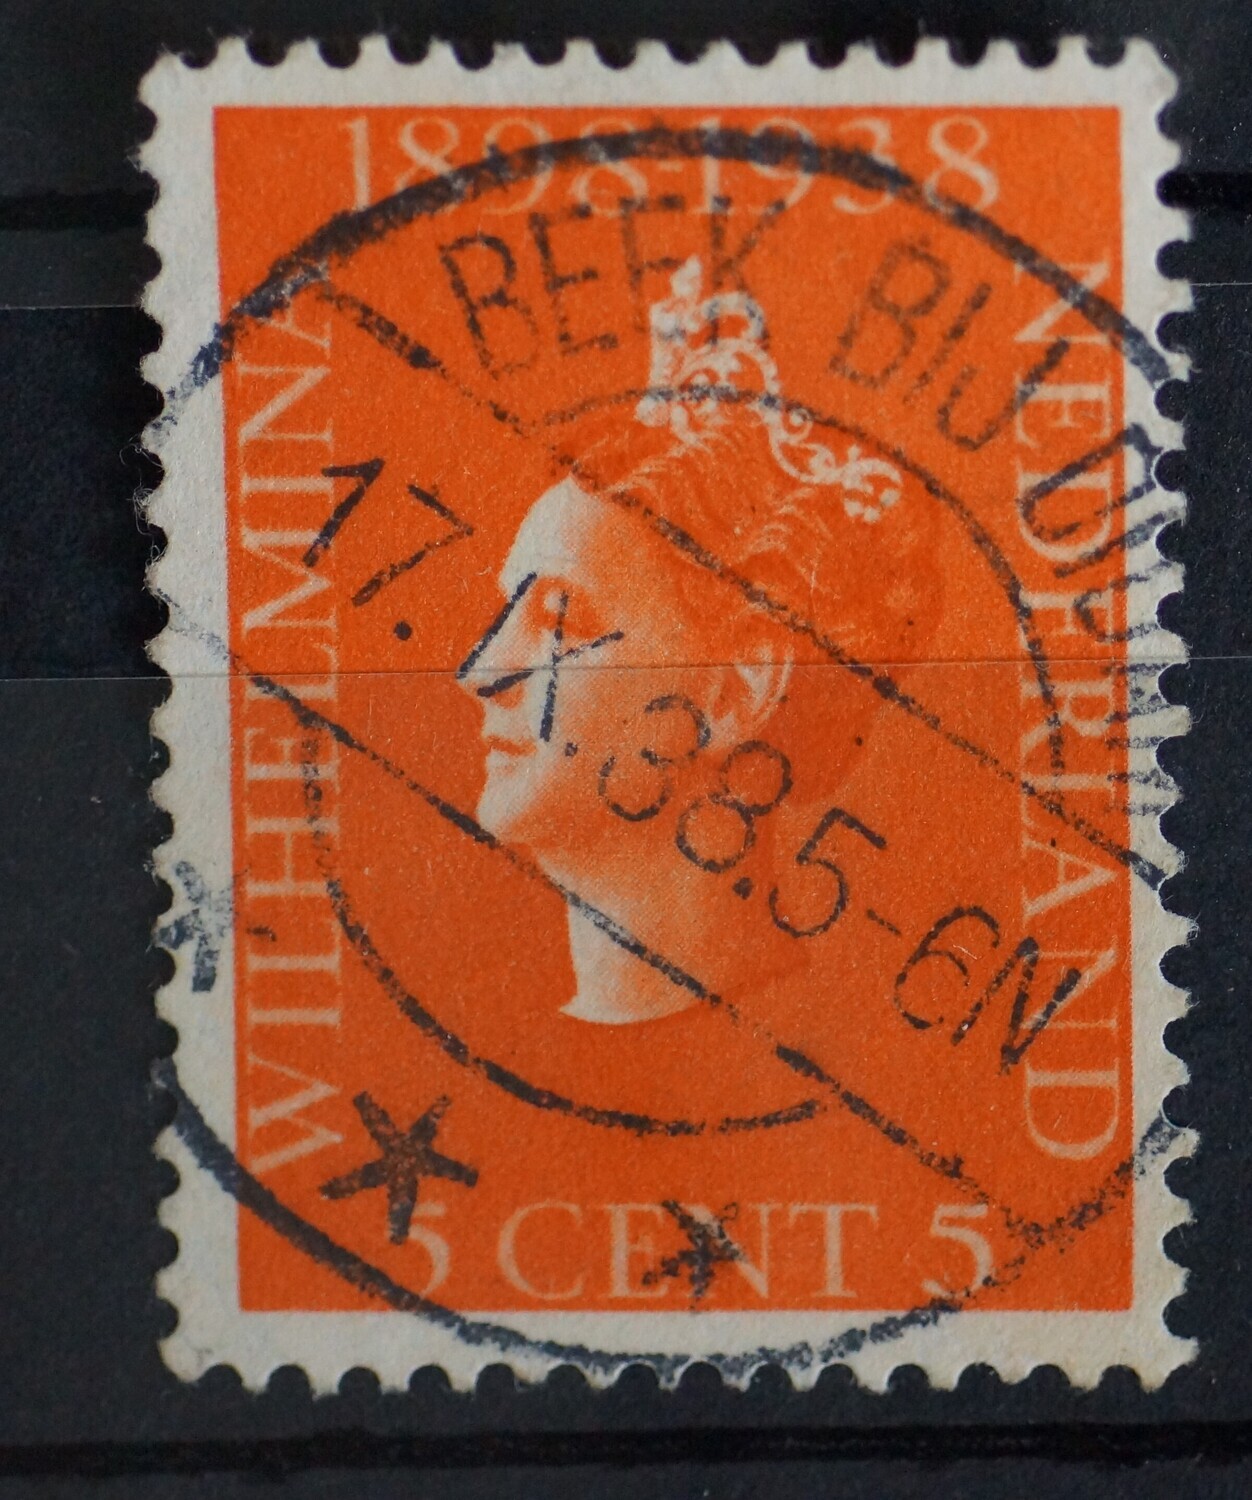 1898-1938
WILHELMINA
NEDERLAND
5 CENT 5
BEEK BIJ
17.IX.38.5-6N